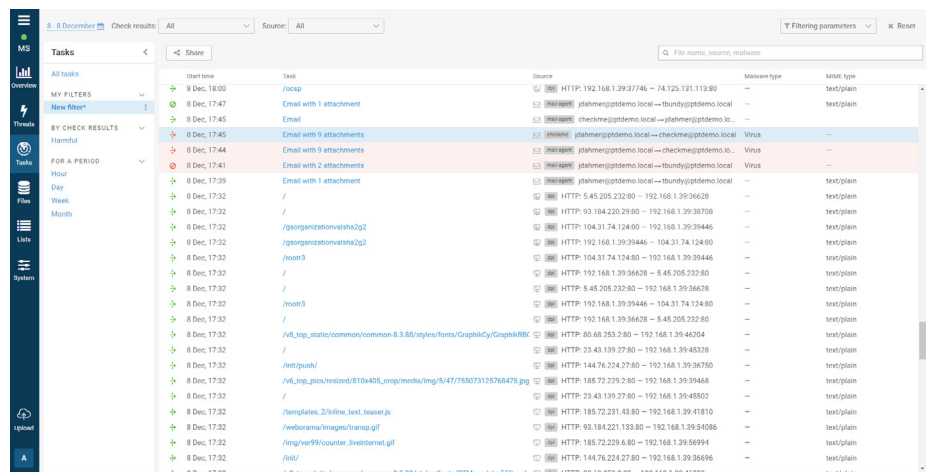 MS
Overview
Threats
Tasks
Files
Lists
System
Upload
A
8 - 8 December Check results: All Source: All Filtering parameters Reset
Tasks
All tasks
MY FILTERS
New filter*
BY CHECK RESULTS
Harmful
FOR A PERIOD
Hour
Day
Week
Month
Share File name, source, malware
Start time Task Source Malware type MIME type
8 Dec, 18:00 /ocsp dpi HTTP: 192.168.1.39:37746 — 74.125.131.113:80 — text/plain
8 Dec, 17:47 Email with 1 attachment mail agent jdahmer@ptdemo.local → tbundy@ptdemo.local — text/plain
8 Dec, 17:45 Email mail agent checkme@ptdemo.local → jdahmer@ptdemo.lo... — —
8 Dec, 17:45 Email with 9 attachments checkme jdahmer@ptdemo.local → checkme@ptdemo.local Virus —
8 Dec, 17:44 Email with 9 attachments mail agent jdahmer@ptdemo.local → checkme@ptdemo.lo... Virus —
8 Dec, 17:41 Email with 2 attachments mail agent jdahmer@ptdemo.local → tbundy@ptdemo.local Virus —
8 Dec, 17:39 Email with 1 attachment mail agent jdahmer@ptdemo.local → tbundy@ptdemo.local — text/plain
8 Dec, 17:32 / dpi HTTP: 5.45.205.232:80 — 192.168.1.39:36628 — text/plain
8 Dec, 17:32 / dpi HTTP: 93.184.220.29:80 — 192.168.1.39:38708 — text/plain
8 Dec, 17:32 /gsorganizationvalsha2g2 dpi HTTP: 104.31.74.124:80 — 192.168.1.39:39446 — text/plain
8 Dec, 17:32 /gsorganizationvalsha2g2 dpi HTTP: 192.168.1.39:39446 — 104.31.74.124:80 — text/plain
8 Dec, 17:32 /rootr3 dpi HTTP: 104.31.74.124:80 — 192.168.1.39:39446 — text/plain
8 Dec, 17:32 / dpi HTTP: 192.168.1.39:36628 — 5.45.205.232:80 — text/plain
8 Dec, 17:32 / dpi HTTP: 5.45.205.232:80 — 192.168.1.39:36628 — text/plain
8 Dec, 17:32 /rootr3 dpi HTTP: 192.168.1.39:39446 — 104.31.74.124:80 — text/plain
8 Dec, 17:32 / dpi HTTP: 192.168.1.39:36628 — 5.45.205.232:80 — text/plain
8 Dec, 17:32 /v8_top_static/common/common-8.3.88/styles/fonts/GraphikCy/GraphikRBC dpi HTTP: 80.68.253.2:80 — 192.168.1.39:46204 — text/plain
8 Dec, 17:32 / dpi HTTP: 23.43.139.27:80 — 192.168.1.39:45328 — text/plain
8 Dec, 17:32 /init/push/ dpi HTTP: 144.76.224.27:80 — 192.168.1.39:36750 — text/plain
8 Dec, 17:32 /v6_top_pics/resized/810x405_crop/media/img/5/47/755073125768475.jpg dpi HTTP: 185.72.229.2:80 — 192.168.1.39:39468 — text/plain
8 Dec, 17:32 / dpi HTTP: 23.43.139.27:80 — 192.168.1.39:45502 — text/plain
8 Dec, 17:32 /templates_2/inline_text_teaser.js dpi HTTP: 185.72.231.43:80 — 192.168.1.39:41810 — text/plain
8 Dec, 17:32 /weborama/images/transp.gif dpi HTTP: 93.184.221.133:80 — 192.168.1.39:54086 — text/plain
8 Dec, 17:32 /img/ver99/counter_liveinternet.gif dpi HTTP: 185.72.229.6:80 — 192.168.1.39:56994 — text/plain
8 Dec, 17:32 /init/ dpi HTTP: 144.76.224.27:80 — 192.168.1.39:36696 — text/plain